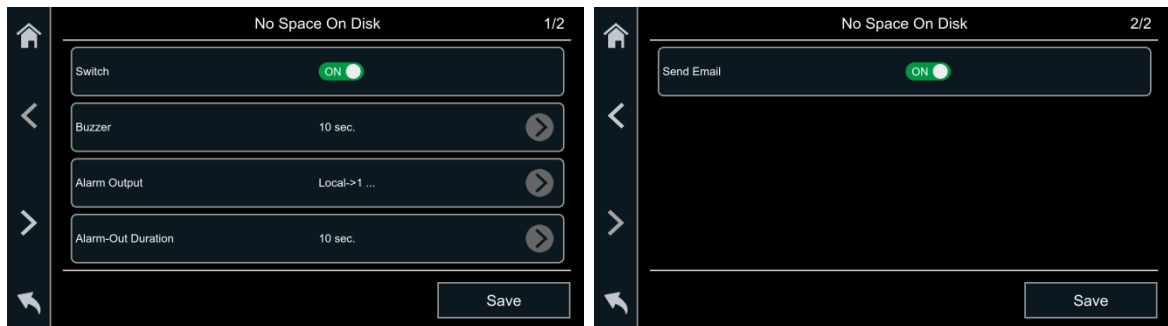 No Space On Disk 1/2
Switch ON
Buzzer 10 sec.
Alarm Output Local->1 ...
Alarm-Out Duration 10 sec.
Save
No Space On Disk 2/2
Send Email ON
Save